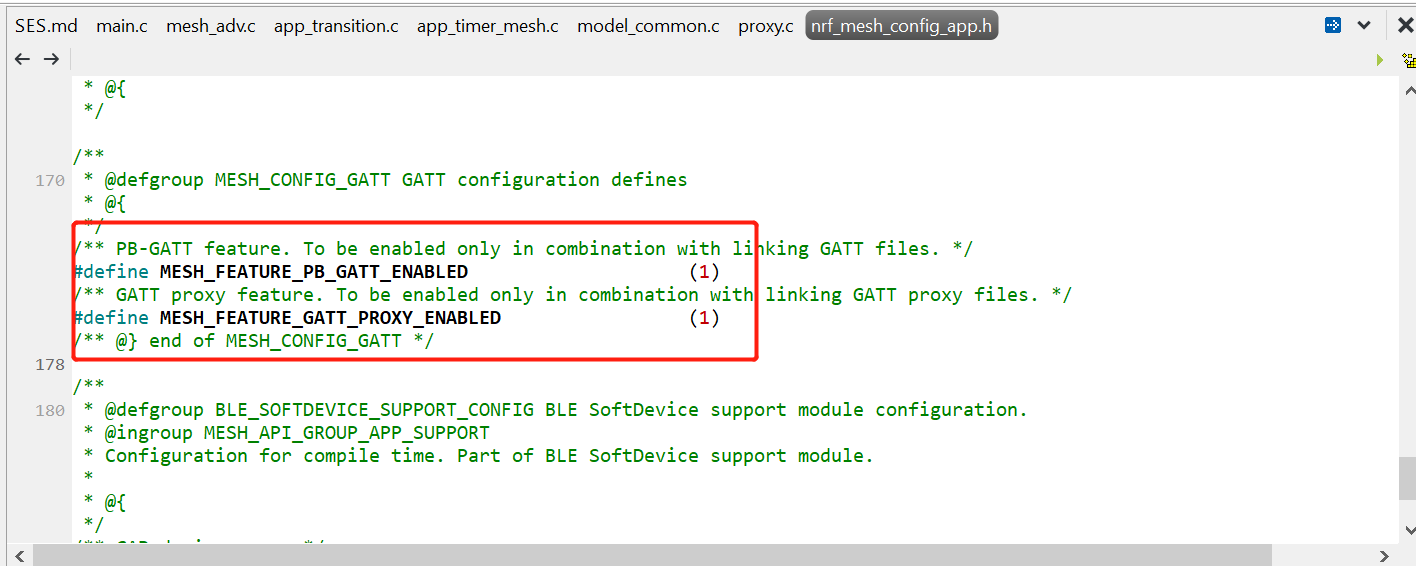 SES.md main.c mesh_adv.c app_transition.c app_timer_mesh.c model_common.c proxy.c nrf_mesh_config_app.h
* @{
*/
/**
170 * @defgroup MESH_CONFIG_GATT GATT configuration defines
* @{
*/
/** PB-GATT feature. To be enabled only in combination with linking GATT files. */
#define MESH_FEATURE_PB_GATT_ENABLED (1)
/** GATT proxy feature. To be enabled only in combination with linking GATT proxy files. */
#define MESH_FEATURE_GATT_PROXY_ENABLED (1)
/** @} end of MESH_CONFIG_GATT */
178
/**
180 * @defgroup BLE_SOFTDEVICE_SUPPORT_CONFIG BLE SoftDevice support module configuration.
* @ingroup MESH_API_GROUP_APP_SUPPORT
* Configuration for compile time. Part of BLE SoftDevice support module.
*
* @{
*/